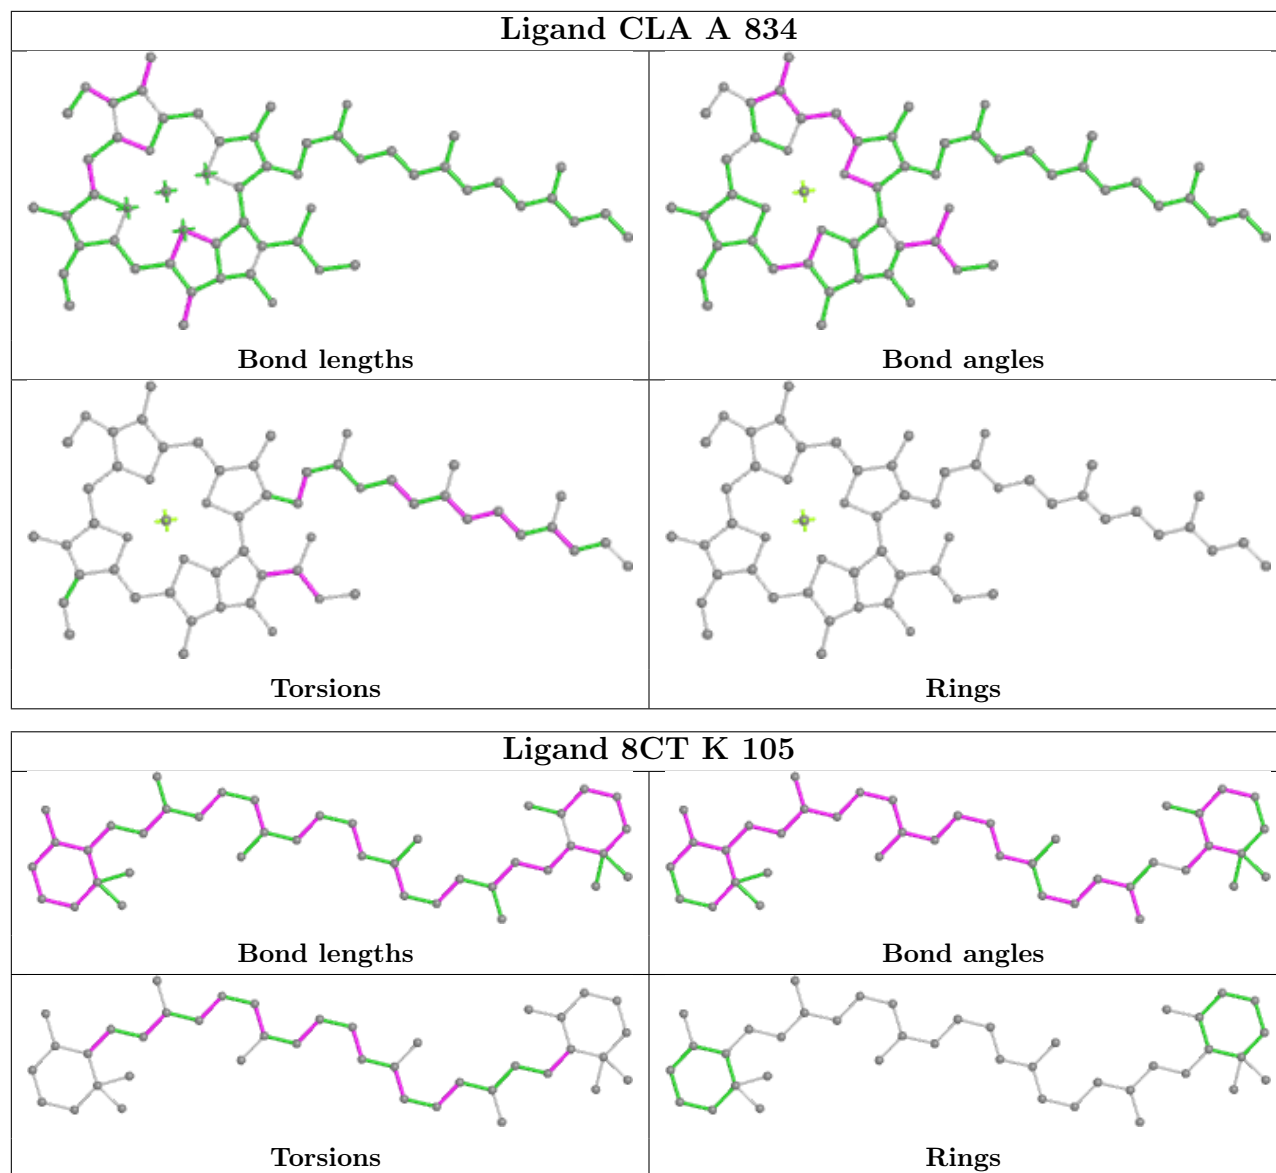 Ligand CLA A 834
Bond lengths
Bond angles
Torsions
Rings
Ligand 8CT K 105
Bond lengths
Bond angles
Torsions
Rings